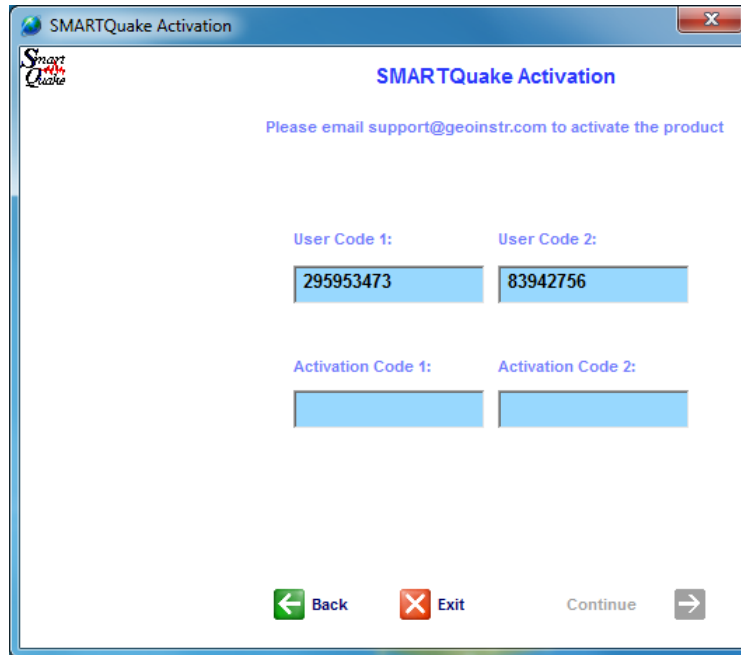 SMARTQuake Activation
Smart
Quake
SMARTQuake Activation
Please email support@geoinstr.com to activate the product
User Code 1: User Code 2:
295953473 83942756
Activation Code 1: Activation Code 2:
Back Exit Continue